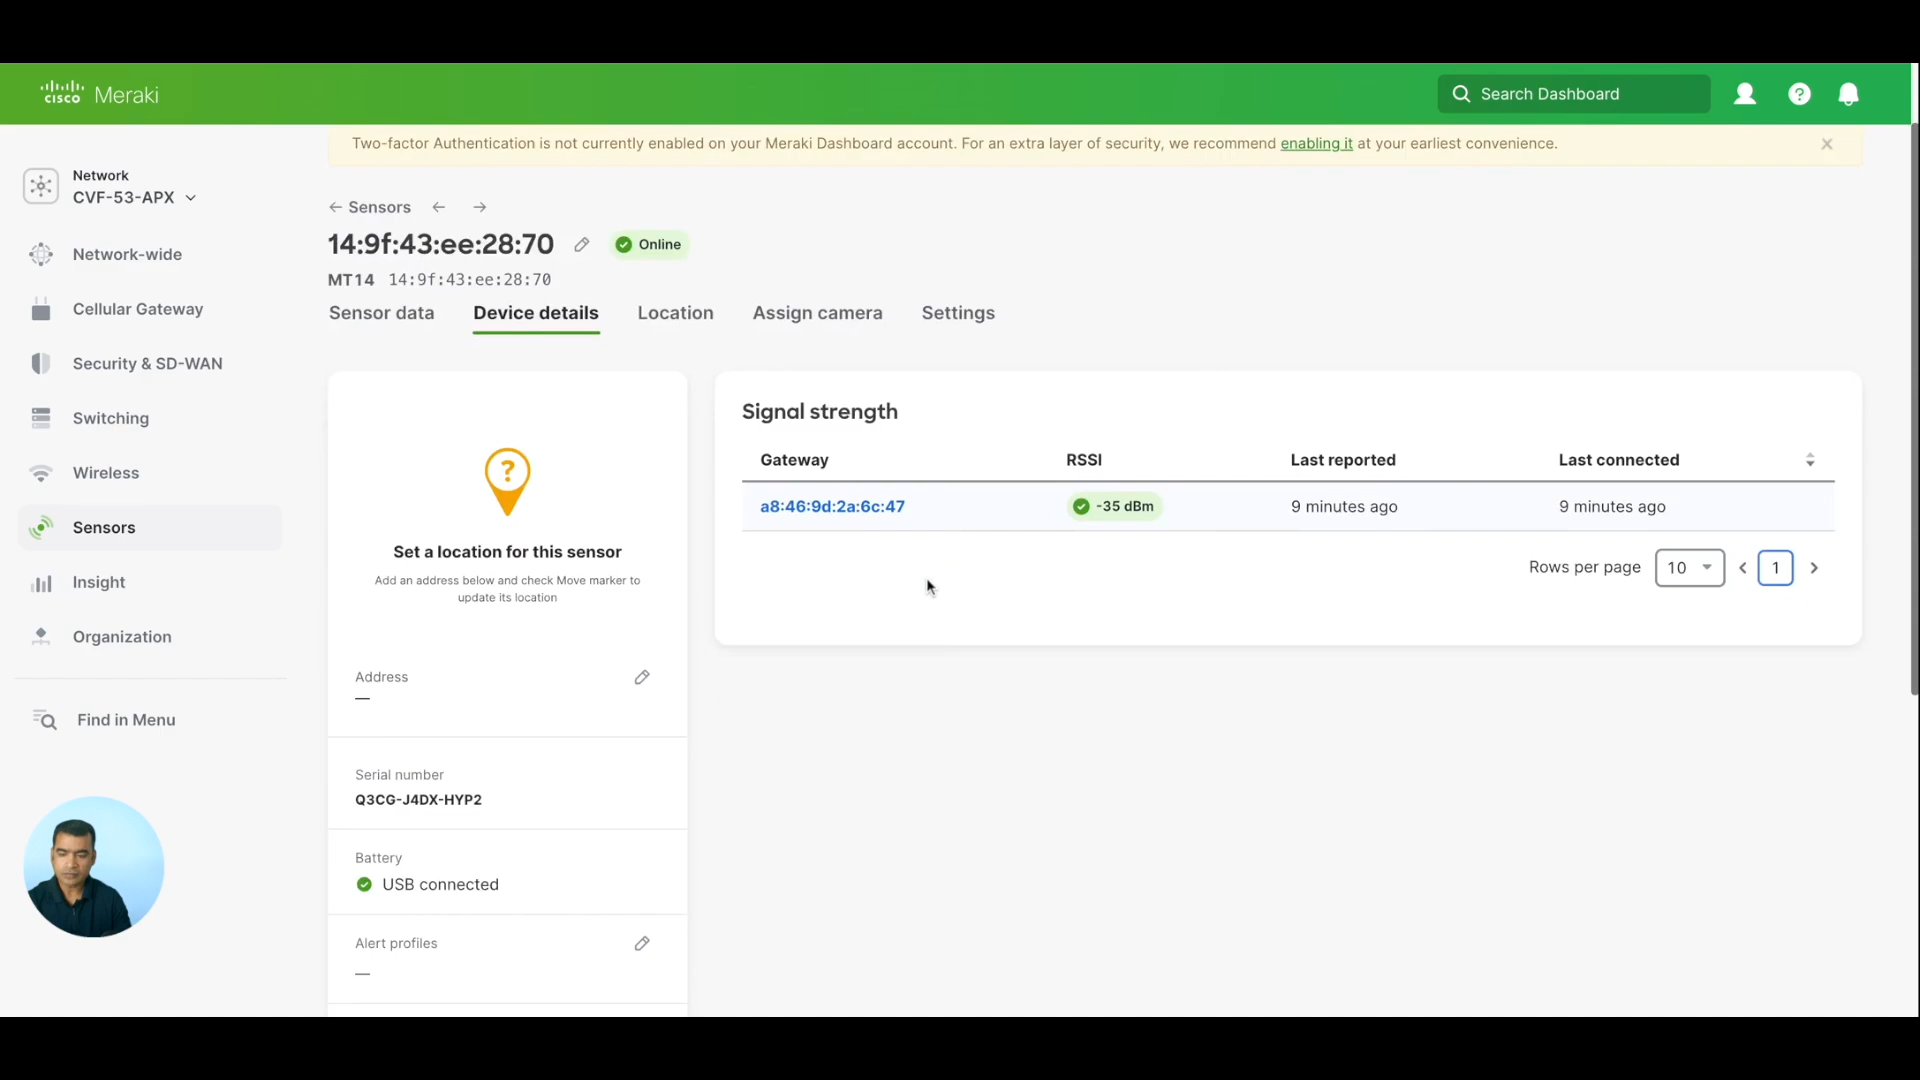 cisco Meraki
Search Dashboard
Two-factor Authentication is not currently enabled on your Meraki Dashboard account. For an extra layer of security, we recommend enabling it at your earliest convenience.
Network
CVF-53-APX
Network-wide
Cellular Gateway
Security & SD-WAN
Switching
Wireless
Sensors
Insight
Organization
Find in Menu
← Sensors ← →
14:9f:43:ee:28:70 Online
MT14 14:9f:43:ee:28:70
Sensor data Device details Location Assign camera Settings
?
Set a location for this sensor
Add an address below and check Move marker to
update its location
Address
—
Serial number
Q3CG-J4DX-HYP2
Battery
USB connected
Alert profiles
—
Signal strength
Gateway RSSI Last reported Last connected
a8:46:9d:2a:6c:47 -35 dBm 9 minutes ago 9 minutes ago
Rows per page 10 1